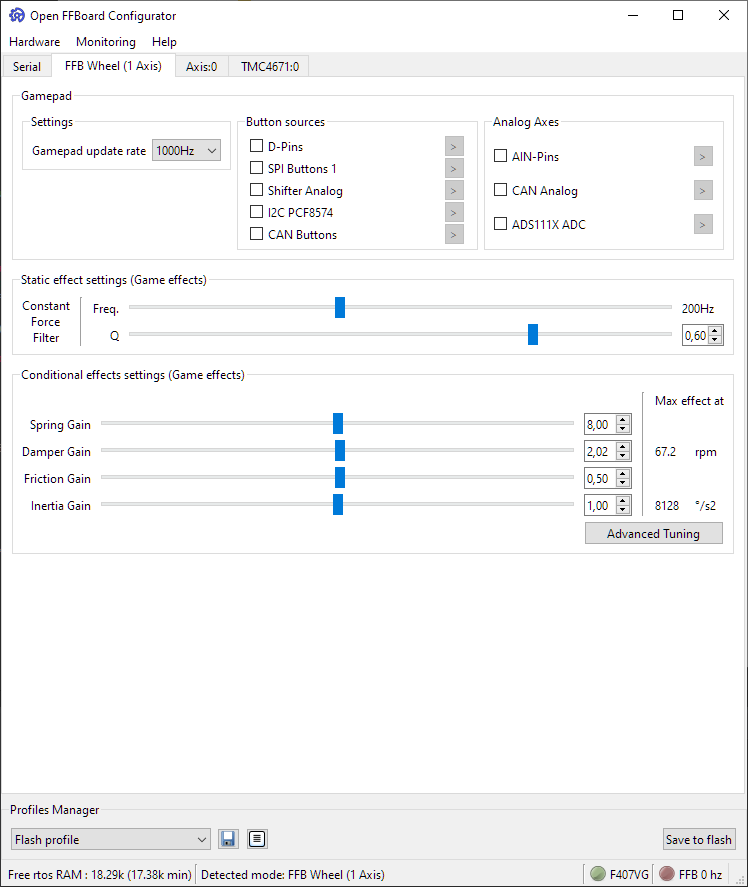 Open FFBoard Configurator
Hardware Monitoring Help
Serial FFB Wheel (1 Axis) Axis:0 TMC4671:0
Gamepad
Settings
Gamepad update rate 1000Hz
Button sources
D-Pins >
SPI Buttons 1 >
Shifter Analog >
I2C PCF8574 >
CAN Buttons >
Analog Axes
AIN-Pins >
CAN Analog >
ADS111X ADC >
Static effect settings (Game effects)
Constant
Force
Filter
Freq. 200Hz
Q 0,60
Conditional effects settings (Game effects)
Max effect at
Spring Gain 8,00
Damper Gain 2,02 67.2 rpm
Friction Gain 0,50
Inertia Gain 1,00 8128 °/s2
Advanced Tuning
Profiles Manager
Flash profile Save to flash
Free rtos RAM : 18.29k (17.38k min) Detected mode: FFB Wheel (1 Axis) F407VG FFB 0 hz